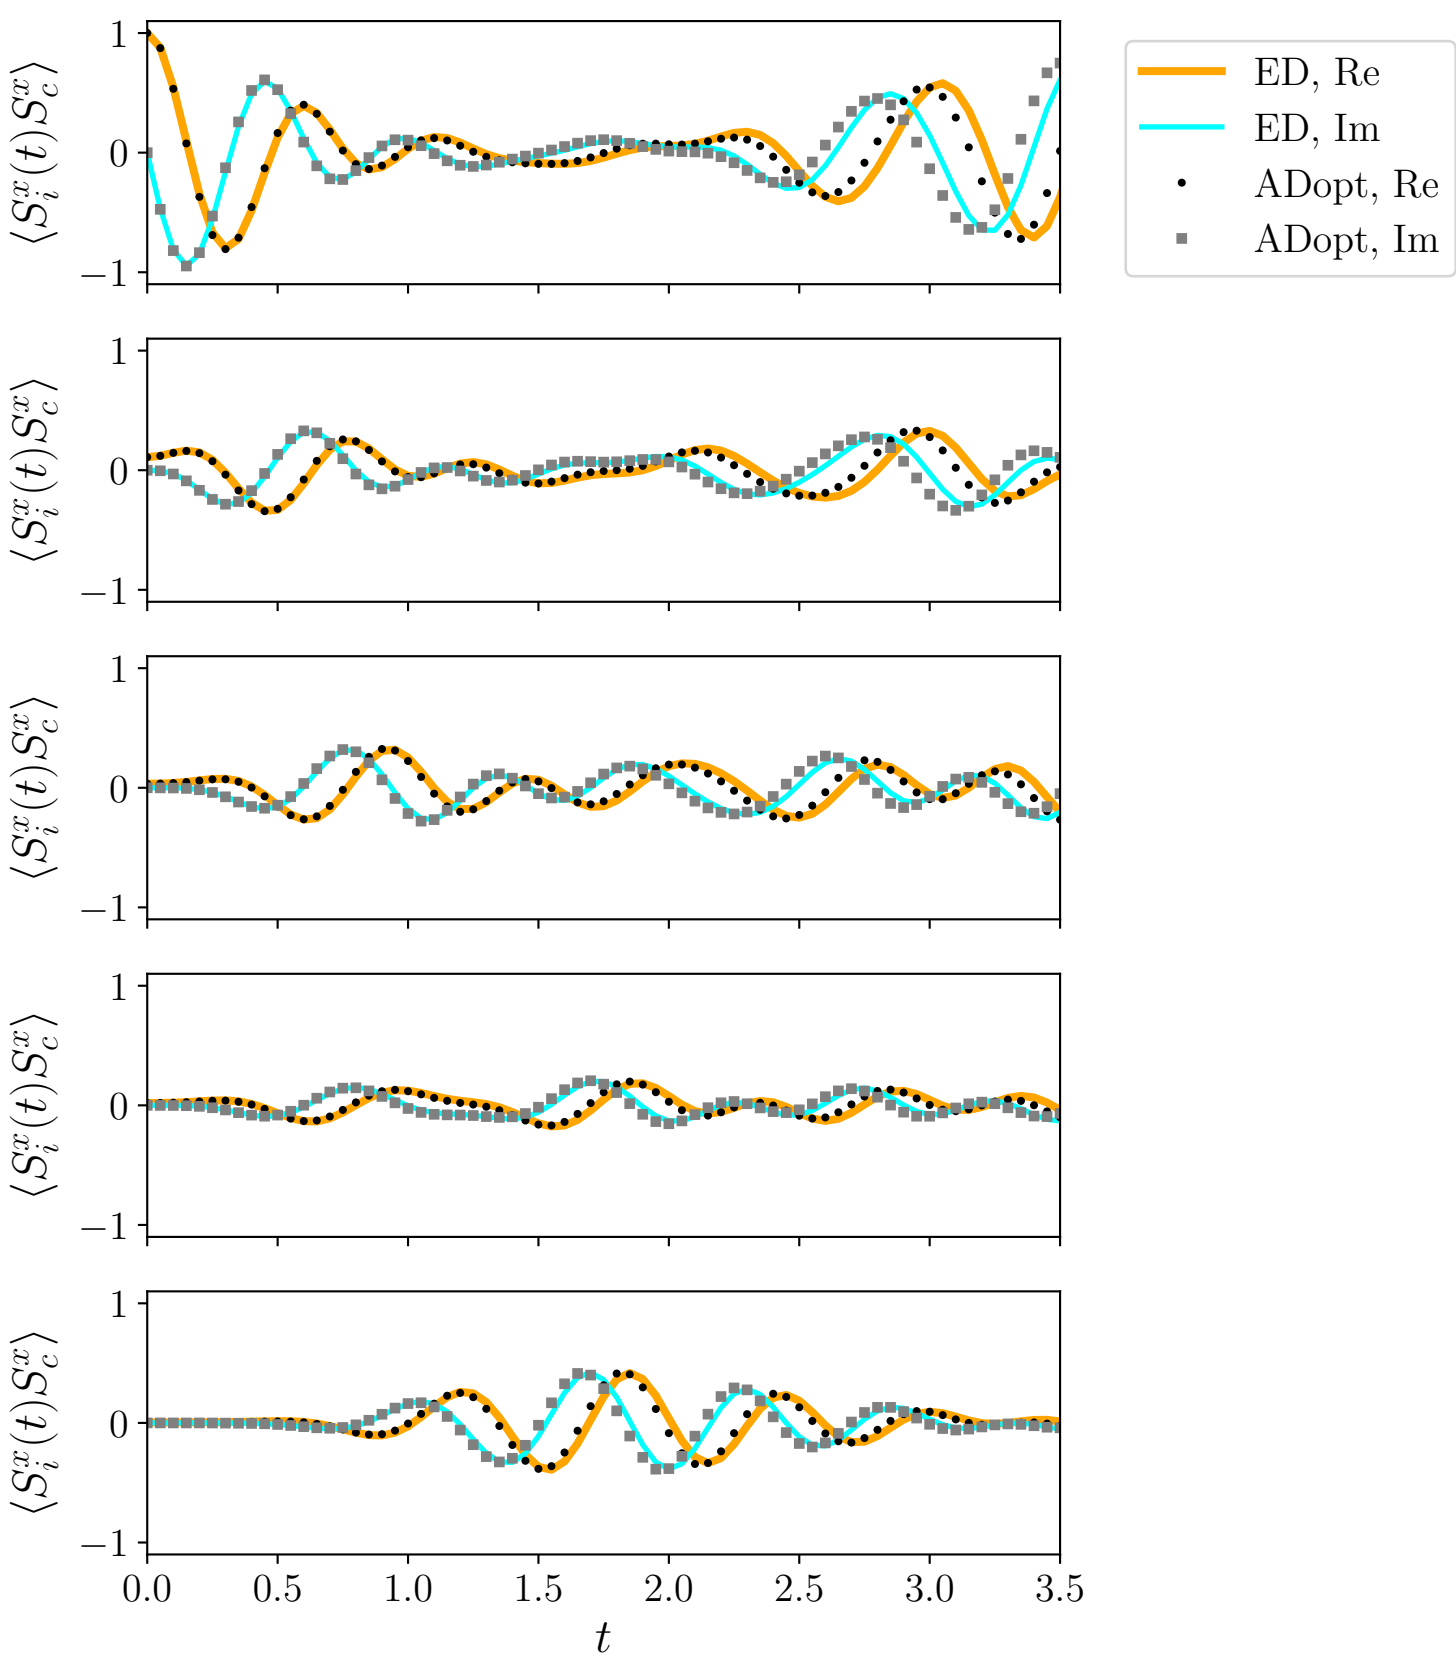 ⟨S_i^x(t)S_c^x⟩
1
0
−1
ED, Re
ED, Im
ADopt, Re
ADopt, Im
⟨S_i^x(t)S_c^x⟩
1
0
−1
⟨S_i^x(t)S_c^x⟩
1
0
−1
⟨S_i^x(t)S_c^x⟩
1
0
−1
⟨S_i^x(t)S_c^x⟩
1
0
−1
0.0 0.5 1.0 1.5 2.0 2.5 3.0 3.5
t